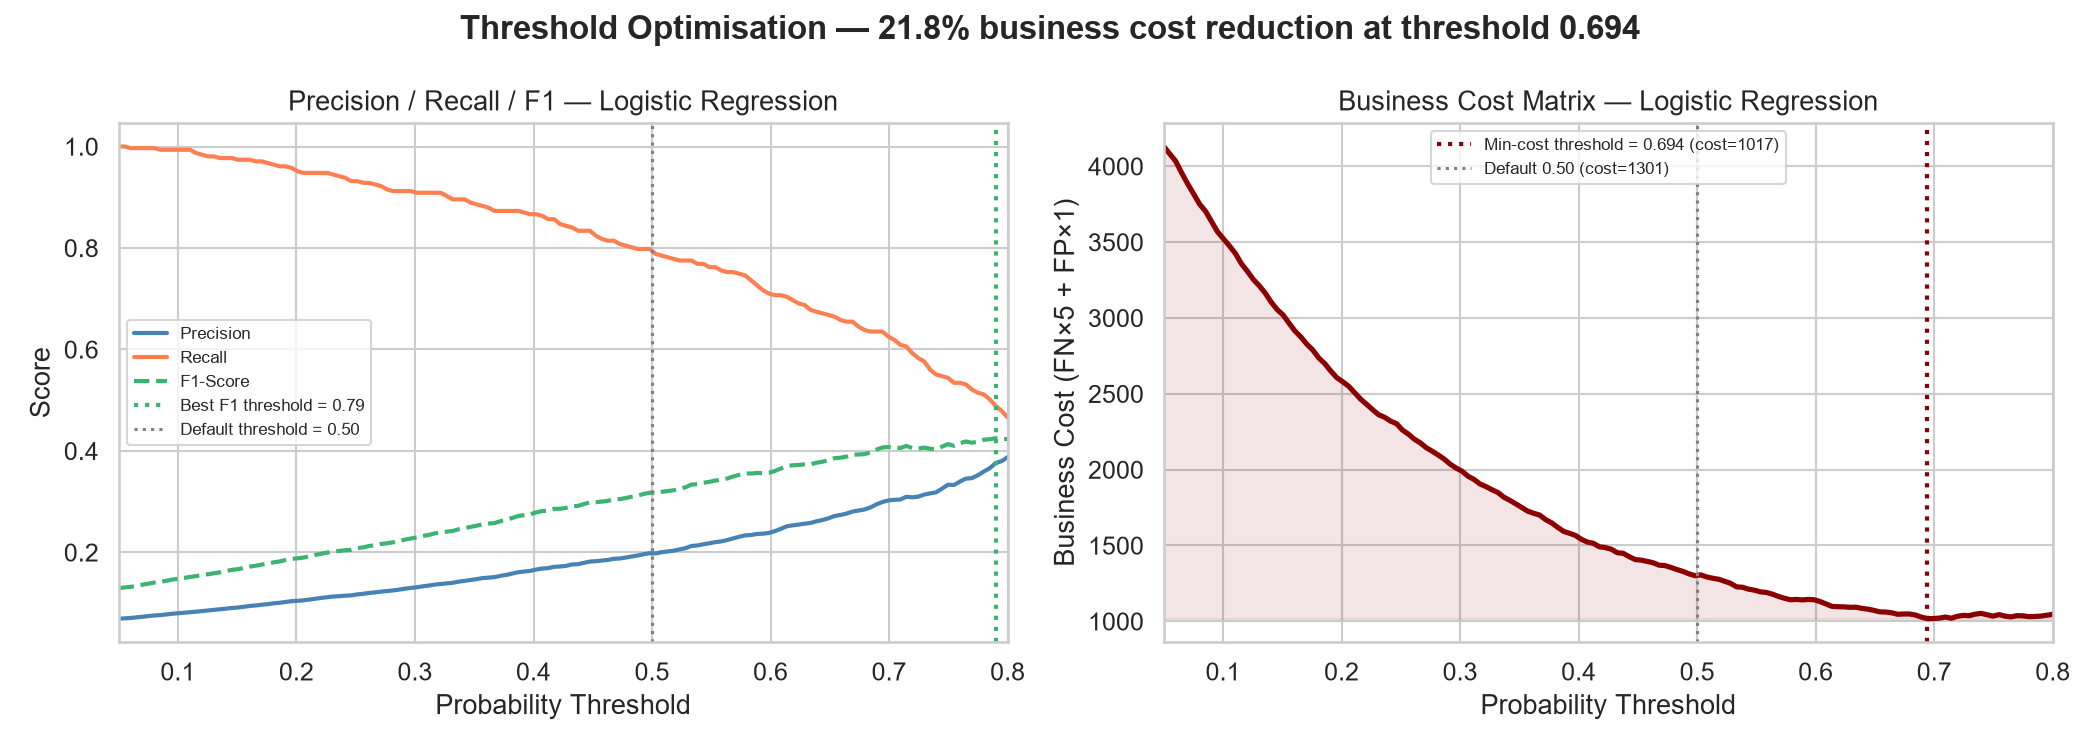 Threshold Optimisation — 21.8% business cost reduction at threshold 0.694
Precision / Recall / F1 — Logistic Regression
Score
1.0
0.8
0.6
0.4
0.2
Precision
Recall
F1-Score
Best F1 threshold = 0.79
Default threshold = 0.50
0.1 0.2 0.3 0.4 0.5 0.6 0.7 0.8
Probability Threshold
Business Cost Matrix — Logistic Regression
Business Cost (FN×5 + FP×1)
4000
3500
3000
2500
2000
1500
1000
Min-cost threshold = 0.694 (cost=1017)
Default 0.50 (cost=1301)
0.1 0.2 0.3 0.4 0.5 0.6 0.7 0.8
Probability Threshold